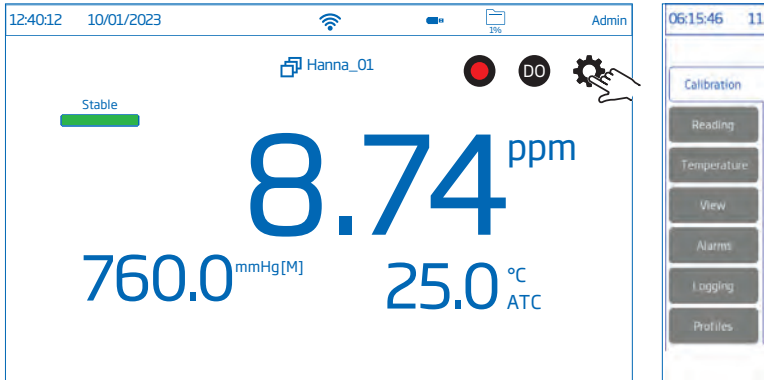 12:40:12 10/01/2023 1% Admin
Hanna_01
DO
Stable
8.74 ppm
760.0 mmHg[M]
25.0 °C
ATC
06:15:46 11
Calibration
Reading
Temperature
View
Alarms
Logging
Profiles